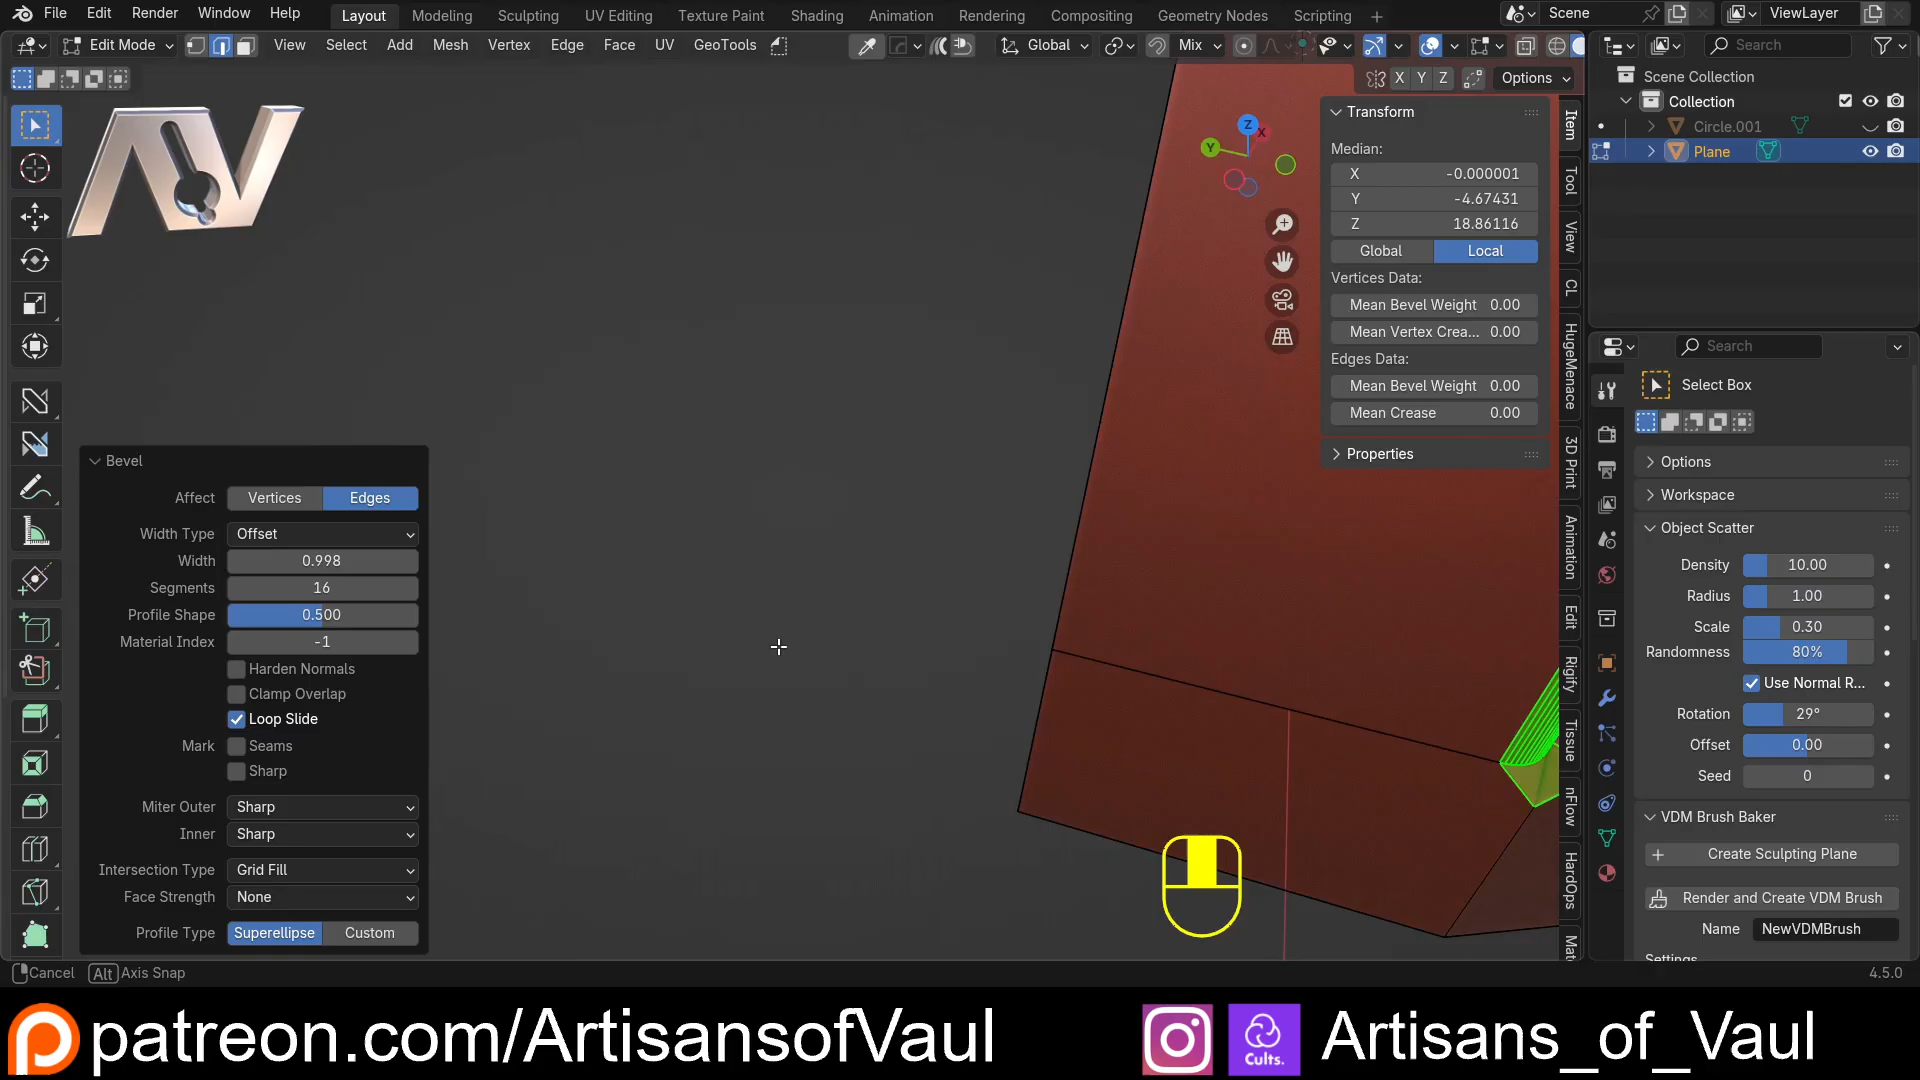 File Edit Render Window Help Layout Modeling Sculpting UV Editing Texture Paint Shading Animation Rendering Compositing Geometry Nodes Scripting + Scene ViewLayer
Edit Mode View Select Add Mesh Vertex Edge Face UV GeoTools Global Mix Search
X Y Z Options
Scene Collection
Collection
Circle.001
Plane
AV
Z X Y
Transform
Median:
X -0.000001
Y -4.67431
Z 18.86116
Global Local
Vertices Data:
Mean Bevel Weight 0.00
Mean Vertex Crea... 0.00
Edges Data:
Mean Bevel Weight 0.00
Mean Crease 0.00
Properties
Item
Tool
View
CL
HugeMenace
3D Print
Animation
Edit
Rigify
Tissue
nFlow
HardOps
Mat
Search
Select Box
Options
Workspace
Object Scatter
Density 10.00
Radius 1.00
Scale 0.30
Randomness 80%
Use Normal R...
Rotation 29°
Offset 0.00
Seed 0
VDM Brush Baker
Create Sculpting Plane
Render and Create VDM Brush
Name NewVDMBrush
Settings
Bevel
Affect Vertices Edges
Width Type Offset
Width 0.998
Segments 16
Profile Shape 0.500
Material Index -1
Harden Normals
Clamp Overlap
Loop Slide
Mark Seams
Sharp
Miter Outer Sharp
Inner Sharp
Intersection Type Grid Fill
Face Strength None
Profile Type Superellipse Custom
Cancel Alt Axis Snap 4.5.0
patreon.com/ArtisansofVaul Cults. Artisans_of_Vaul